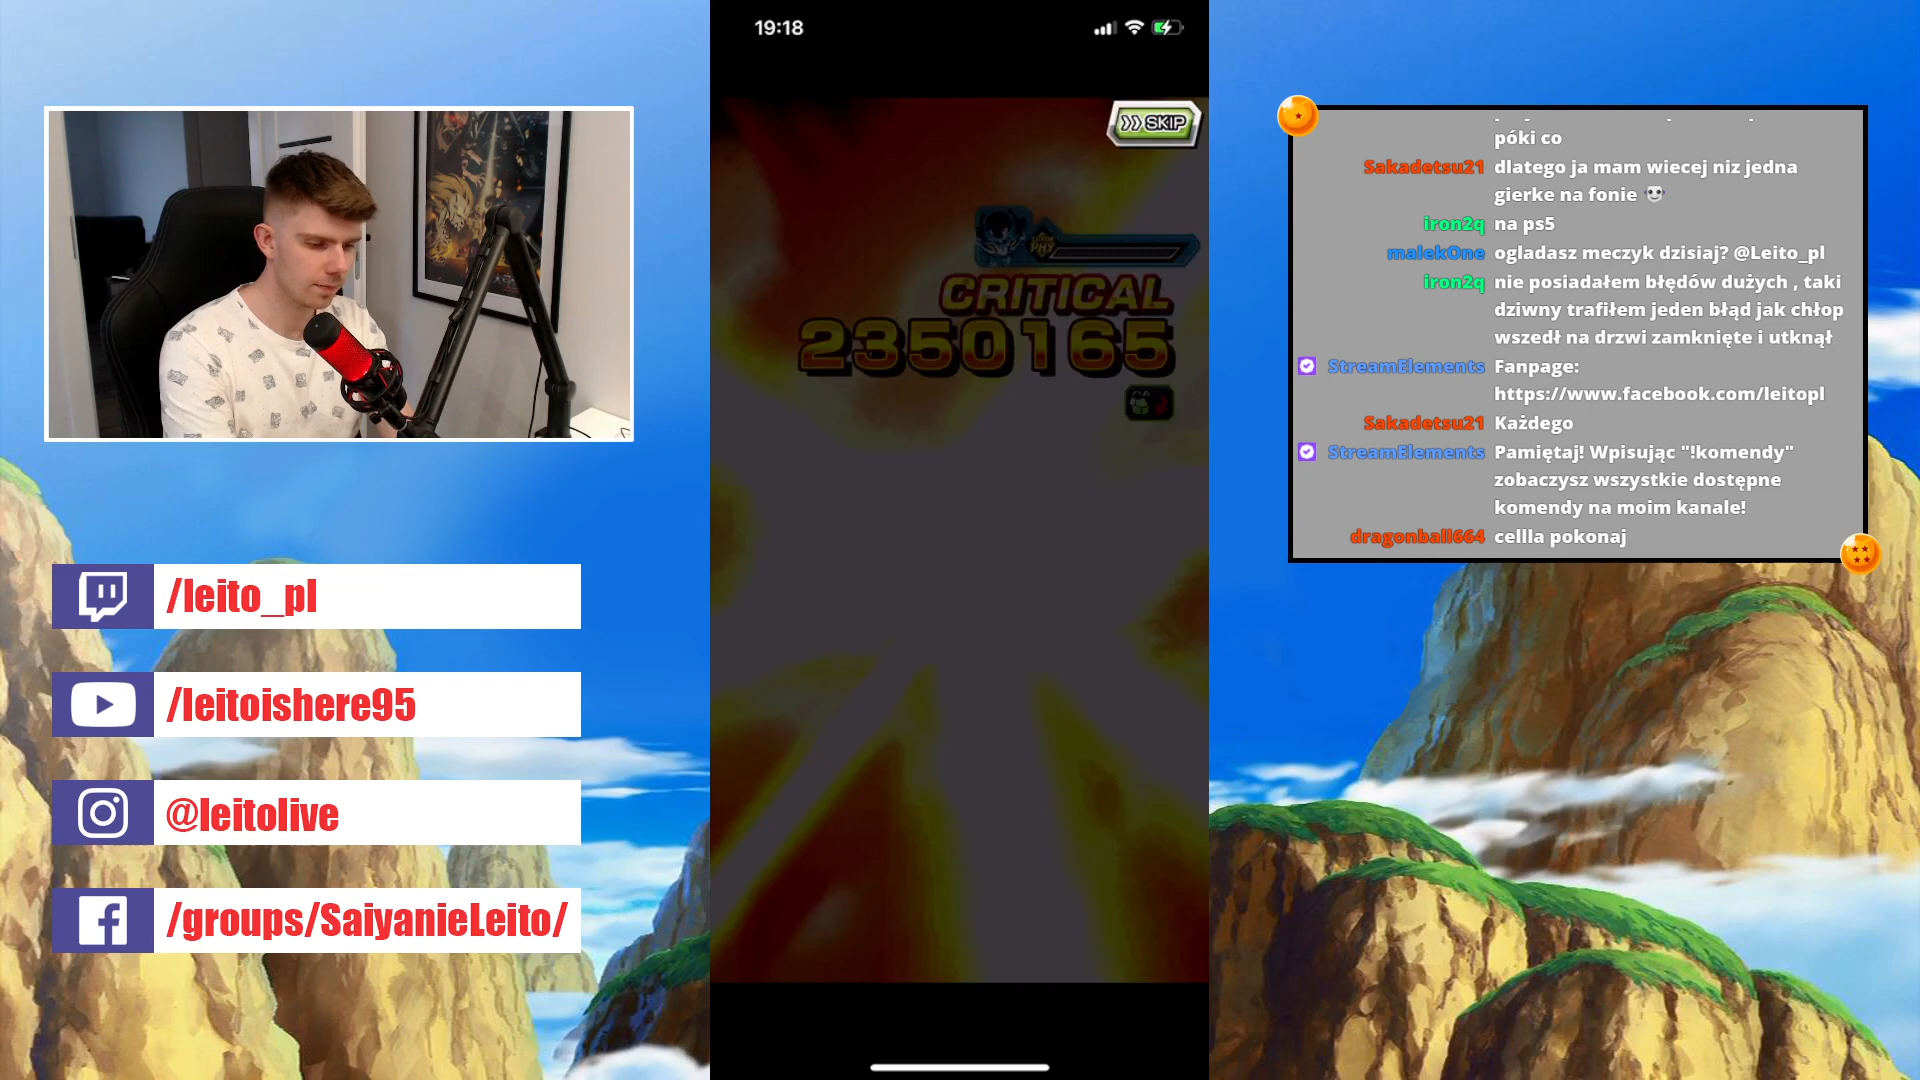 19:18
SKIP
PHY
CRITICAL
2350165
/leito_pl
/leitoishere95
@leitolive
/groups/SaiyanieLeito/
póki co
Sakadetsu21 dlatego ja mam wiecej niz jedna
gierke na fonie
iron2q na ps5
malekOne ogladasz meczyk dzisiaj? @Leito_pl
iron2q nie posiadałem błędów dużych , taki
dziwny trafiłem jeden błąd jak chłop
wszedł na drzwi zamknięte i utknął
StreamElements Fanpage:
https://www.facebook.com/leitopl
Sakadetsu21 Każdego
StreamElements Pamiętaj! Wpisując "!komendy"
zobaczysz wszystkie dostępne
komendy na moim kanale!
dragonball664 cellla pokonaj